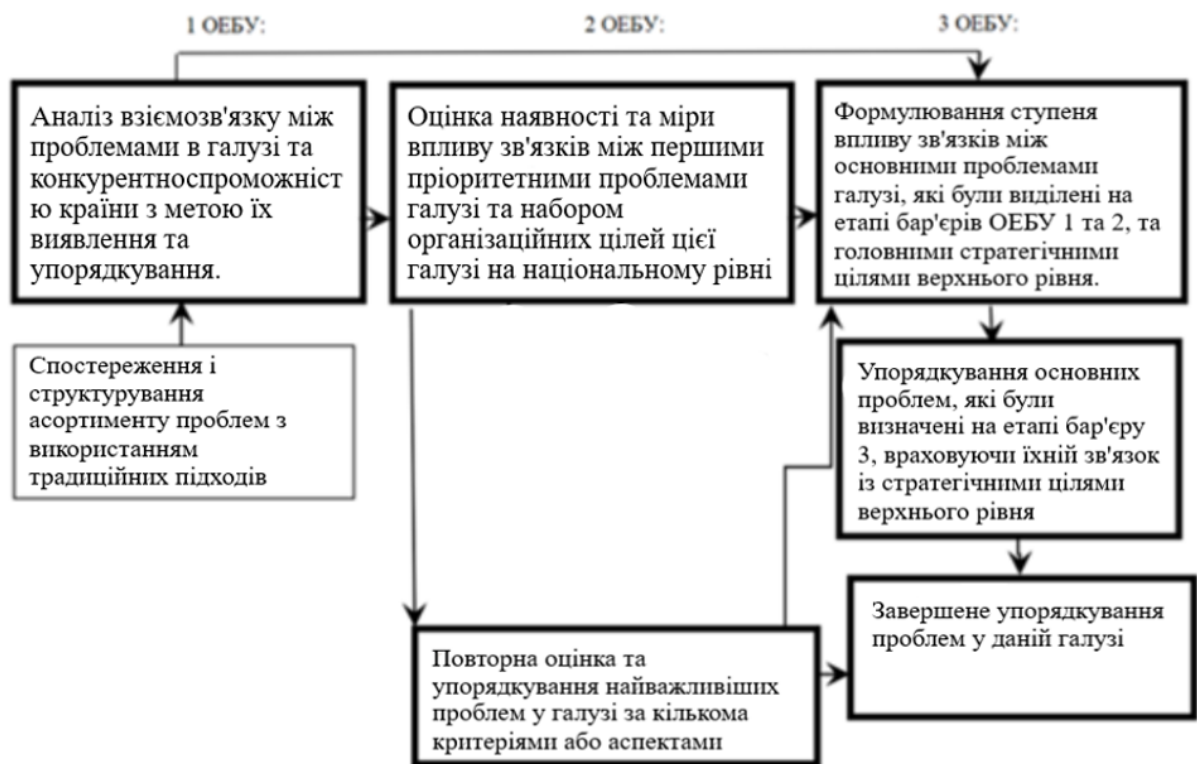 1 ОЕБУ:
2 ОЕБУ:
3 ОЕБУ:
Аналіз взіємозв'язку між
проблемами в галузі та
конкурентноспроможніст
ю країни з метою їх
виявлення та
упорядкування.
Оцінка наявності та міри
впливу зв'язків між першими
пріоритетними проблемами
галузі та набором
організаційних цілей цієї
галузі на національному рівні
Формулювання ступеня
впливу зв'язків між
основними проблемами
галузі, які були виділені на
етапі бар'єрів ОЕБУ 1 та 2, та
головними стратегічними
цілями верхнього рівня.
Спостереження і
структурування
асортименту проблем з
використанням
традиційних підходів
Упорядкування основних
проблем, які були
визначені на етапі бар'єру
3, враховуючи їхній зв'язок
із стратегічними цілями
верхнього рівня
Повторна оцінка та
упорядкування найважливіших
проблем у галузі за кількома
критеріями або аспектами
Завершене упорядкування
проблем у даній галузі